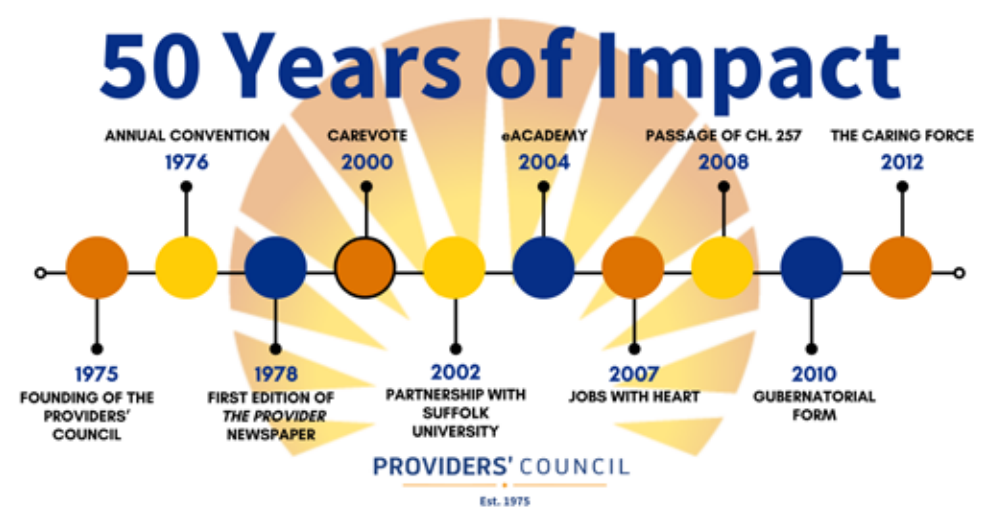 50 Years of Impact
ANNUAL CONVENTION
1976
CAREVOTE
2000
eACADEMY
2004
PASSAGE OF CH. 257
2008
THE CARING FORCE
2012
1975
FOUNDING OF THE
PROVIDERS'
COUNCIL
1978
FIRST EDITION OF
THE PROVIDER
NEWSPAPER
2002
PARTNERSHIP WITH
SUFFOLK
UNIVERSITY
2007
JOBS WITH HEART
2010
GUBERNATORIAL
FORM
PROVIDERS' COUNCIL
Est. 1975